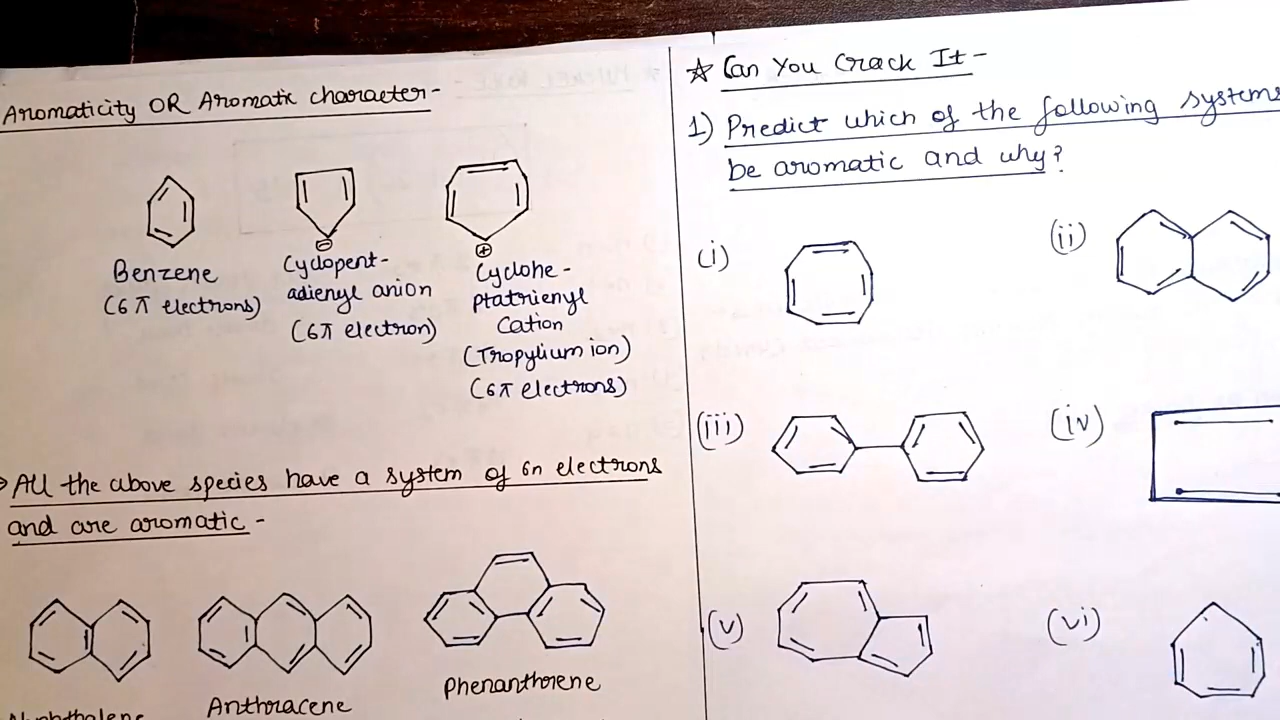 Aromaticity OR Aromatic character-
Benzene
(6π electrons)
Cyclopent-
adienyl anion
(6π electron)
Cyclohe-
ptatrienyl
Cation
(Tropylium ion)
(6π electrons)
All the above species have a system of 6π electrons
and are aromatic -
Anthracene
Phenanthrene
☆ Can You Crack It-
1) Predict which of the following systems
be aromatic and why?
(i)
(ii)
(iii)
(iv)
(v)
(vi)